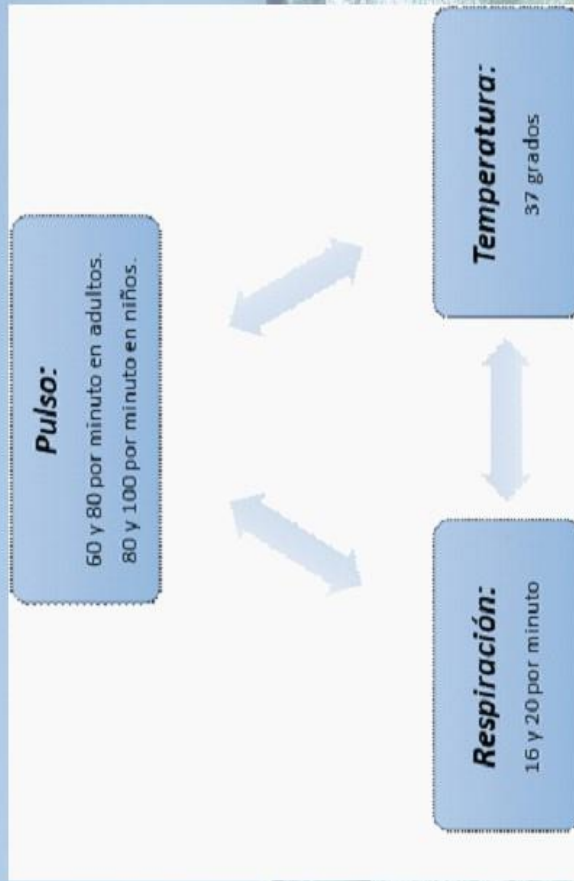 Pulso:
60 y 80 por minuto en adultos.
80 y 100 por minuto en niños.
Respiración:
16 y 20 por minuto
Temperatura:
37 grados